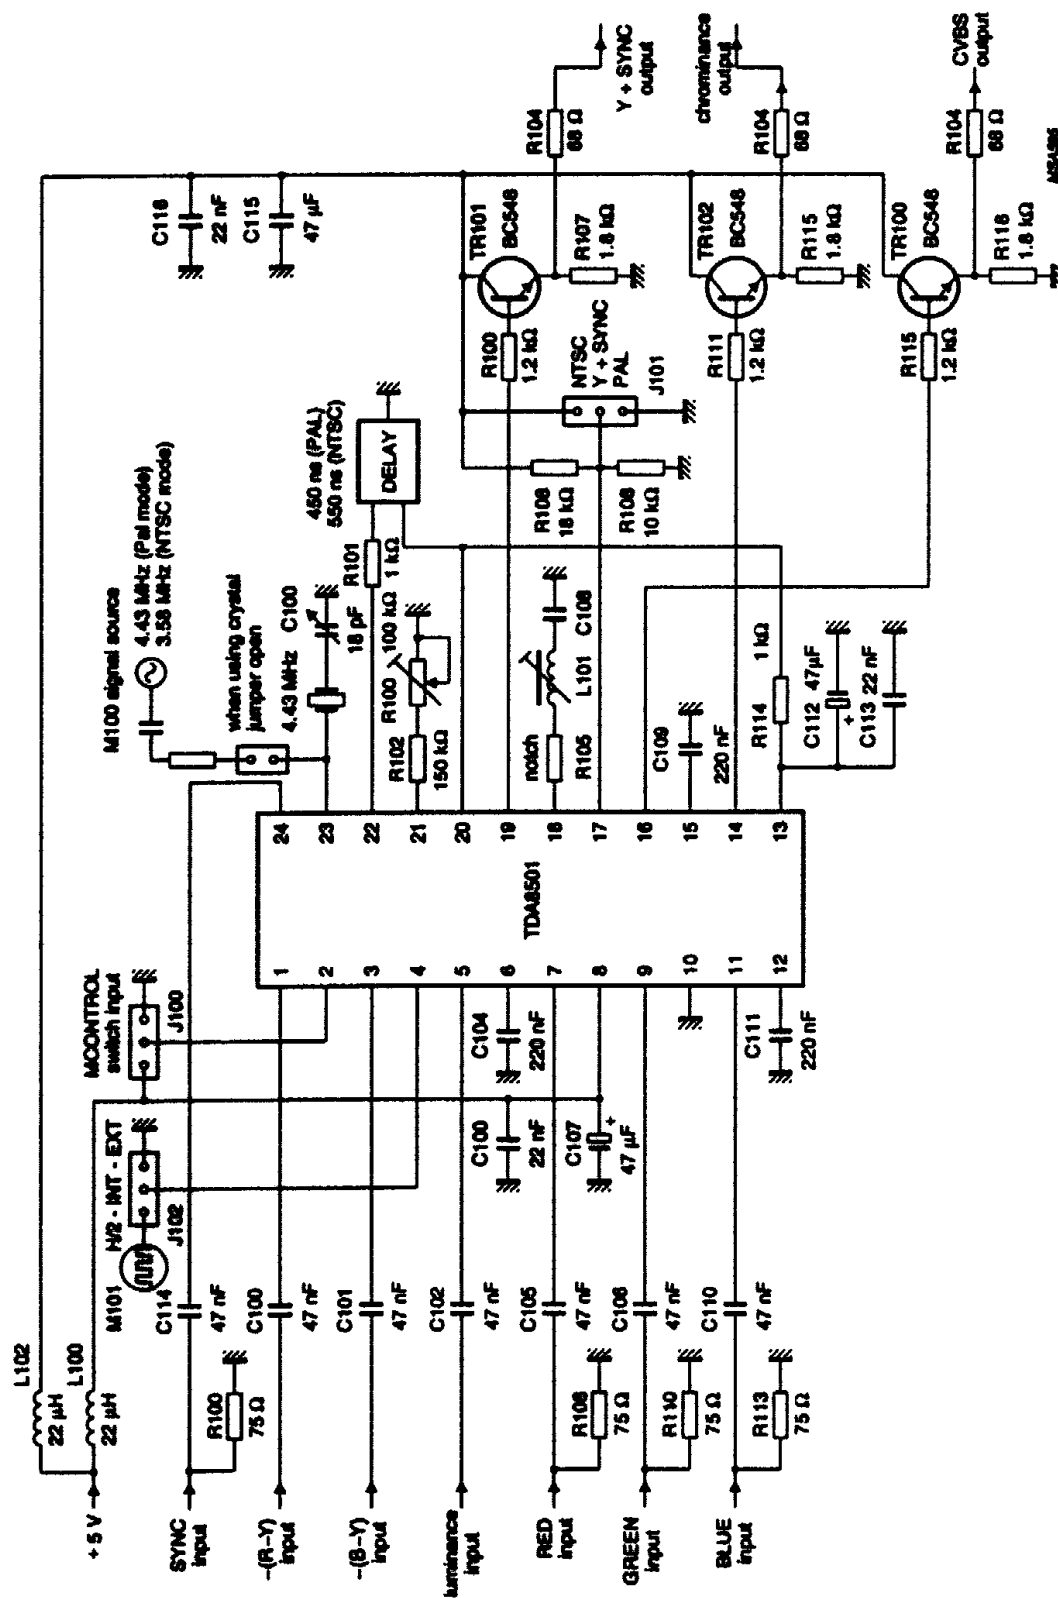 + 5 V
L102
22 µH
L100
22 µH
SYNC
input
R100
75 Ω
C114
47 nF
M101
H/2 - INT - EXT
J102
MCONTROL
switch input
J100
-(R-Y)
input
C100
47 nF
-(B-Y)
input
C101
47 nF
luminance
input
C102
47 nF
RED
input
R108
75 Ω
C105
47 nF
GREEN
input
R110
75 Ω
C106
47 nF
BLUE
input
R113
75 Ω
C110
47 nF
C100
22 nF
C107
47 µF
+
C104
220 nF
C111
220 nF
TDA8501
1
2
3
4
5
6
7
8
9
10
11
12
24
23
22
21
20
19
18
17
16
15
14
13
M100 signal source
4.43 MHz (Pal mode)
3.58 MHz (NTSC mode)
when using crystal
jumper open
4.43 MHz
C100
18 pF
R101
1 kΩ
450 ns (PAL)
550 ns (NTSC)
DELAY
R102
150 kΩ
R100
100 kΩ
notch
R105
L101
C108
R108
18 kΩ
R108
10 kΩ
NTSC
Y + SYNC
PAL
J101
C109
220 nF
R114
1 kΩ
C112
47µF
+
C113
22 nF
C116
22 nF
C115
47 µF
R100
1.2 kΩ
TR101
BC548
R107
1.8 kΩ
R104
68 Ω
Y + SYNC
output
R111
1.2 kΩ
TR102
BC548
R115
1.8 kΩ
R104
68 Ω
chrominance
output
R115
1.2 kΩ
TR100
BC548
R116
1.8 kΩ
R104
68 Ω
CVBS
output